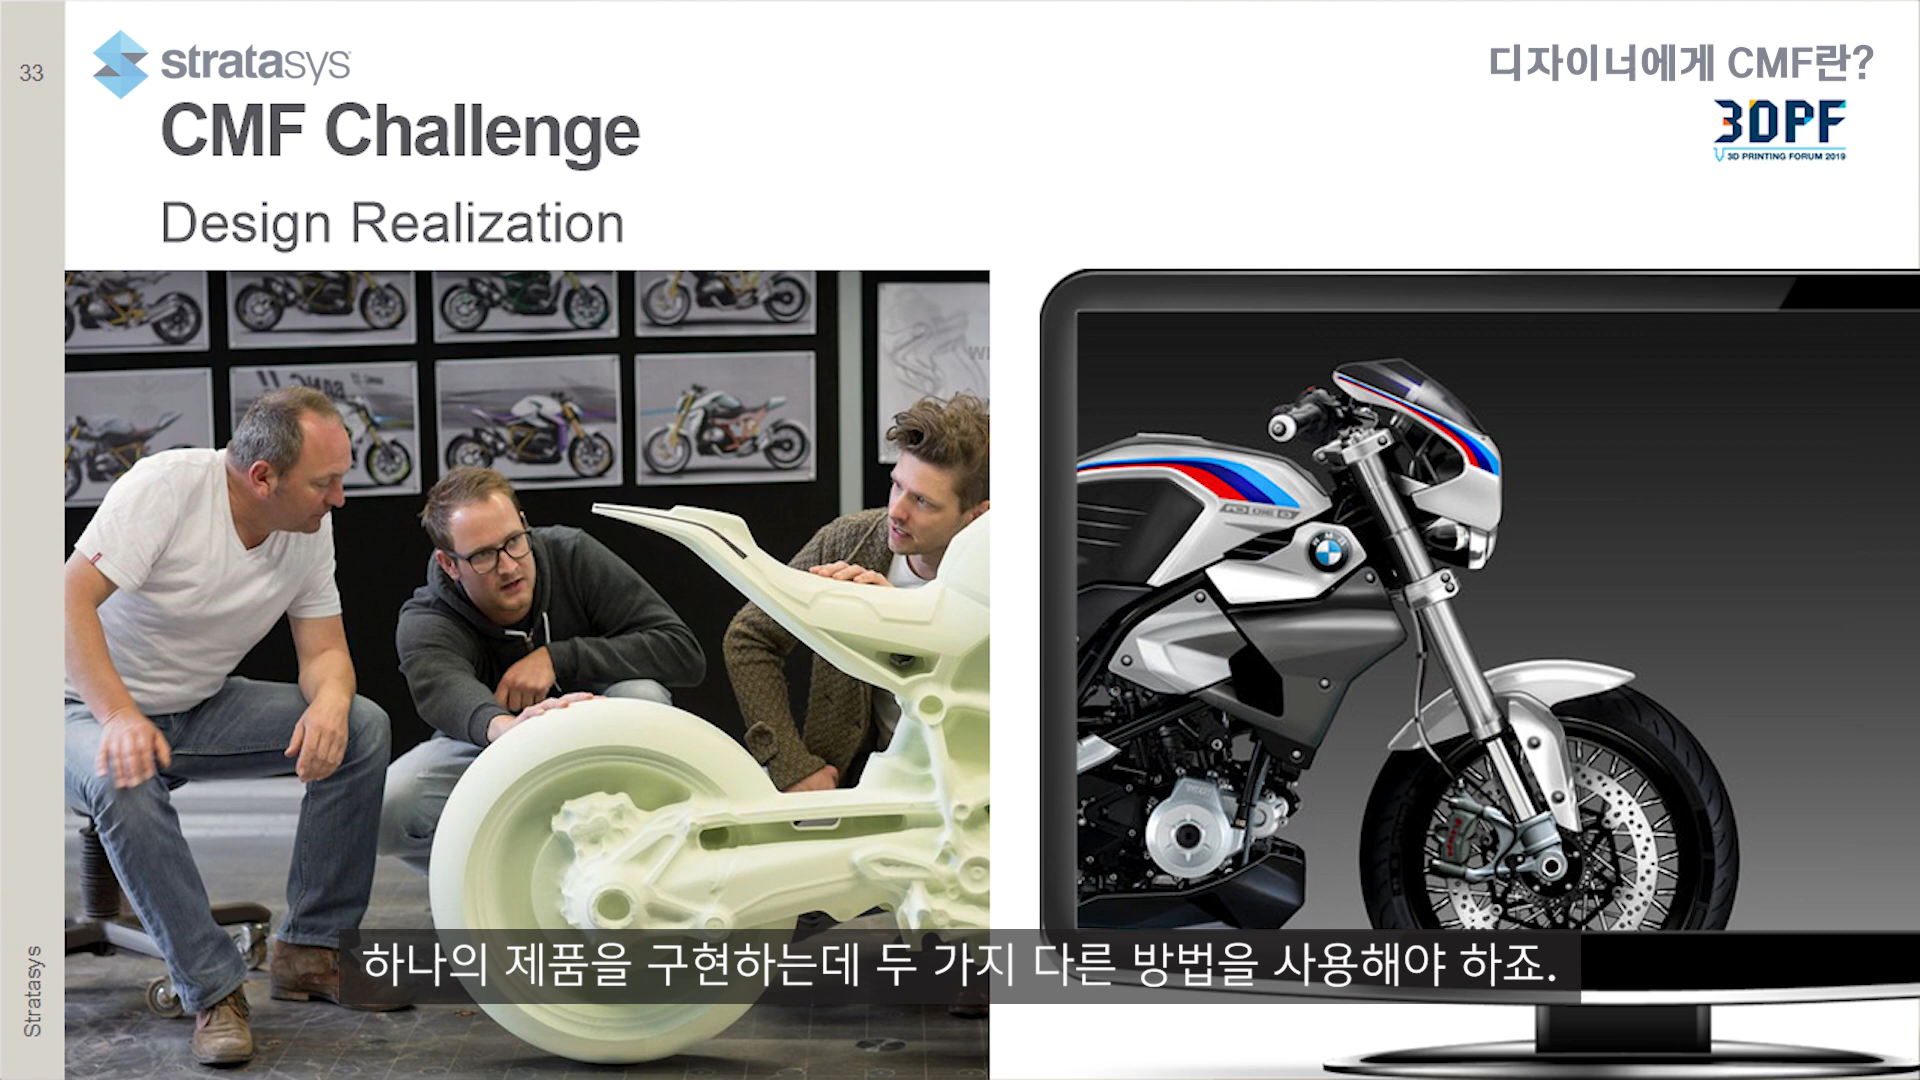 33
stratasys
디자이너에게 CMF란?
CMF Challenge
3DPF
3D PRINTING FORUM 2019
Design Realization
하나의 제품을 구현하는데 두 가지 다른 방법을 사용해야 하죠.
Stratasys